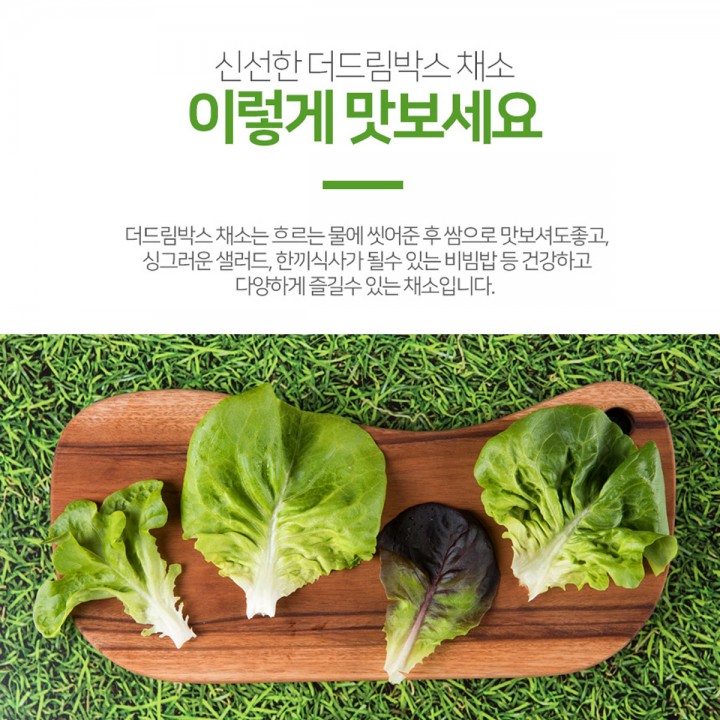 신선한 더드림박스 채소
이렇게 맛보세요
더드림박스 채소는 흐르는 물에 씻어준 후 쌈으로 맛보셔도좋고,
싱그러운 샐러드, 한끼식사가 될수 있는 비빔밥 등 건강하고
다양하게 즐길수 있는 채소입니다.